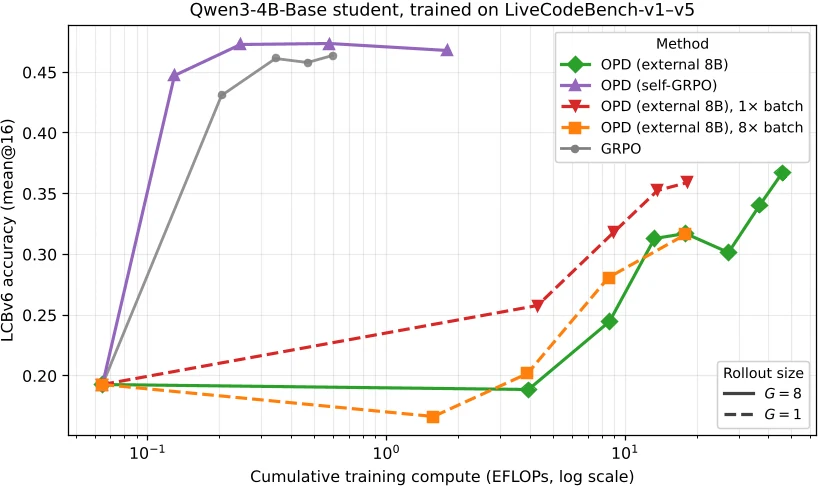 Qwen3-4B-Base student, trained on LiveCodeBench-v1–v5
Method
OPD (external 8B)
OPD (self-GRPO)
OPD (external 8B), 1× batch
OPD (external 8B), 8× batch
GRPO
LCBv6 accuracy (mean@16)
0.45
0.40
0.35
0.30
0.25
0.20
Rollout size
G = 8
G = 1
10⁻¹
10⁰
10¹
Cumulative training compute (EFLOPs, log scale)